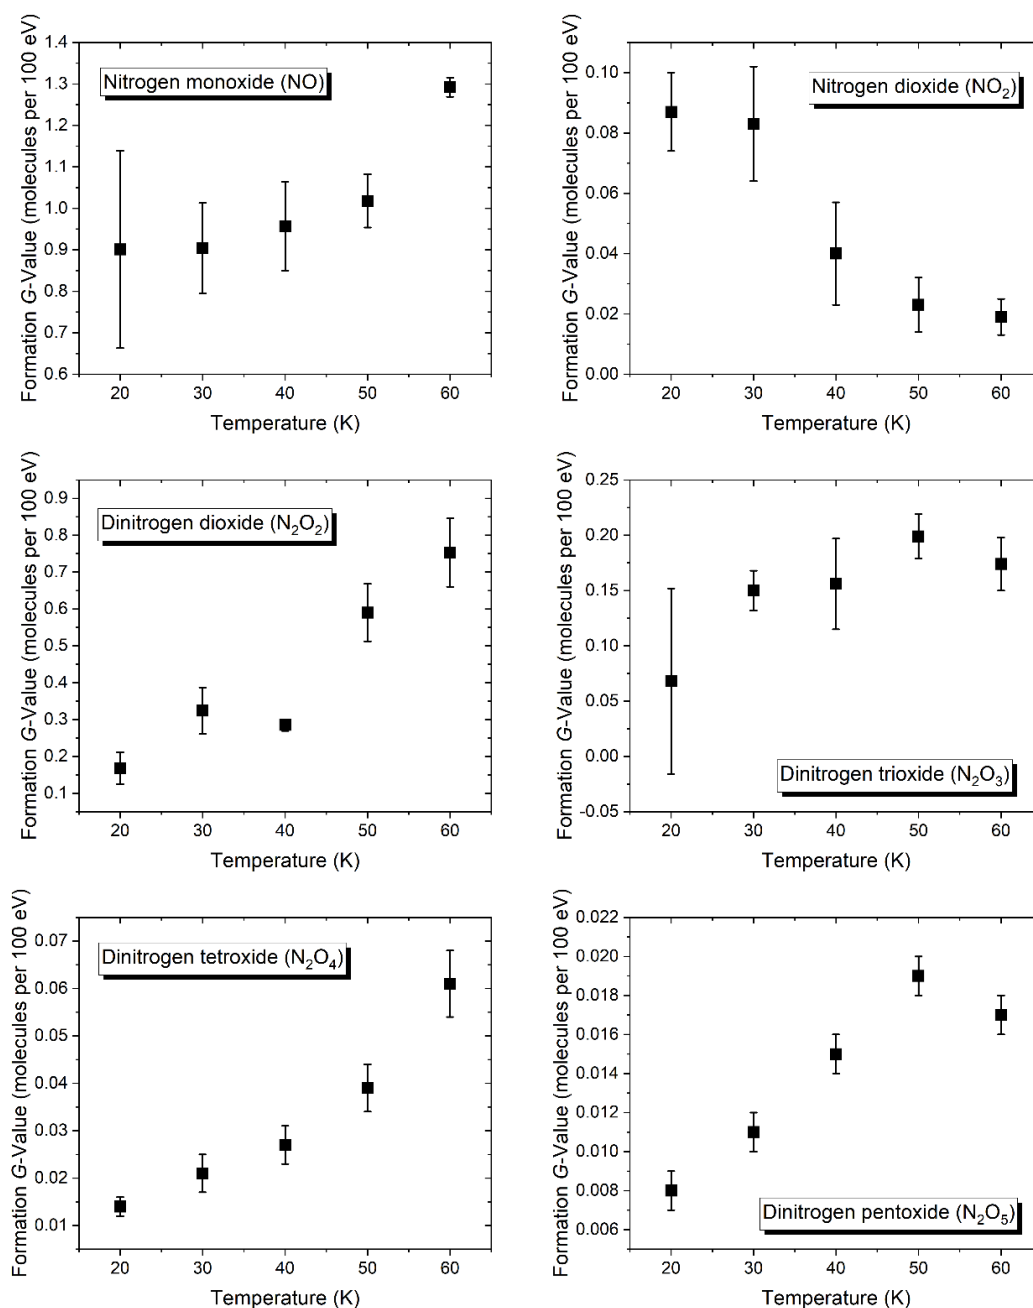 Formation G-Value (molecules per 100 eV)
1.4
1.3
1.2
1.1
1.0
0.9
0.8
0.7
0.6
Nitrogen monoxide (NO)
20 30 40 50 60
Temperature (K)
Formation G-Value (molecules per 100 eV)
0.10
0.08
0.06
0.04
0.02
0.00
Nitrogen dioxide (NO₂)
20 30 40 50 60
Temperature (K)
Formation G-Value (molecules per 100 eV)
0.9
0.8
0.7
0.6
0.5
0.4
0.3
0.2
0.1
Dinitrogen dioxide (N₂O₂)
20 30 40 50 60
Temperature (K)
Formation G-Value (molecules per 100 eV)
0.25
0.20
0.15
0.10
0.05
0.00
-0.05
Dinitrogen trioxide (N₂O₃)
20 30 40 50 60
Temperature (K)
Formation G-Value (molecules per 100 eV)
0.07
0.06
0.05
0.04
0.03
0.02
0.01
Dinitrogen tetroxide (N₂O₄)
20 30 40 50 60
Temperature (K)
Formation G-Value (molecules per 100 eV)
0.022
0.020
0.018
0.016
0.014
0.012
0.010
0.008
0.006
Dinitrogen pentoxide (N₂O₅)
20 30 40 50 60
Temperature (K)